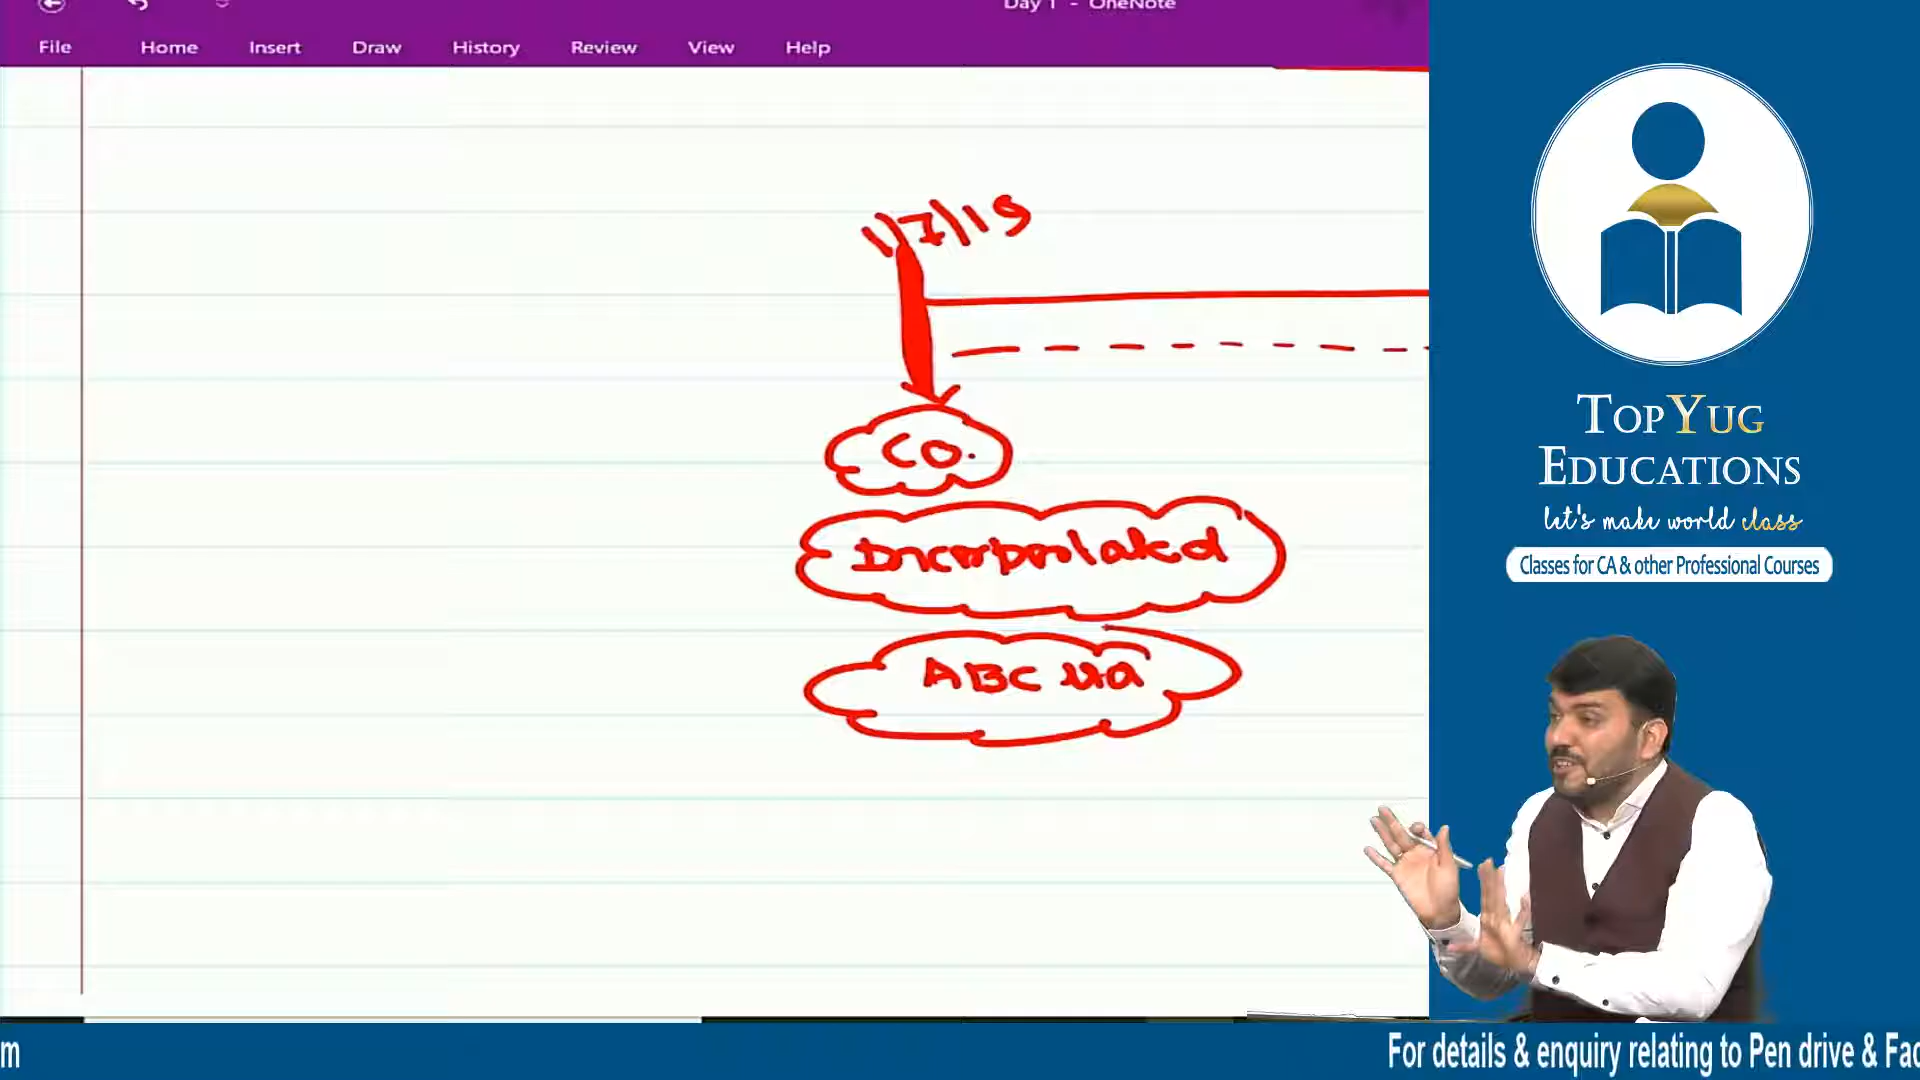 Day 1 - OneNote
File Home Insert Draw History Review View Help
1/7/19
CO.
Incorporated
ABC Ltd
TOPYUG
EDUCATIONS
let's make world class
Classes for CA & other Professional Courses
m
For details & enquiry relating to Pen drive & Fac